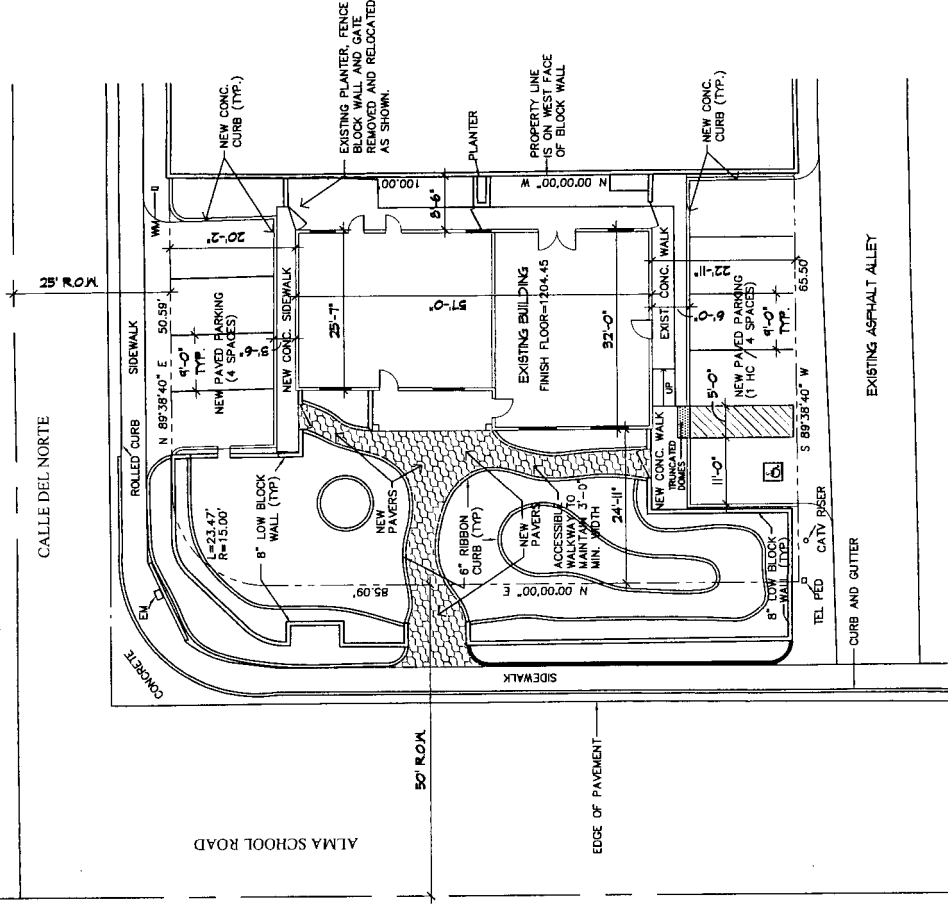 CALLE DEL NORTE
25' R.O.W.
ROLLED CURB
SIDEWALK
WM
NEW CONC.
CURB (TYP.)
EXISTING PLANTER, FENCE
BLOCK WALL AND GATE
REMOVED AND RELOCATED
AS SHOWN.
N 89°38'40" E
50.59'
9'-0"
TYP.
NEW PAVED PARKING
(4 SPACES)
20'-2"
3'-6"
NEW CONC. SIDEWALK
100.00'
8'-6"
PLANTER
PROPERTY LINE
IS ON WEST FACE
OF BLOCK WALL
N 00°00'00" W
25'-7"
57'-0"
EXISTING BUILDING
FINISH FLOOR=1204.45
32'-0"
EXIST. CONC. WALK
UP
22'-11"
6'-0"
NEW PAVED PARKING
(1 HC / 4 SPACES)
9'-0"
TYP.
5'-0"
11'-0"
65.50'
S 89°38'40" W
NEW CONC.
CURB (TYP.)
EXISTING ASPHALT ALLEY
NEW CONC. WALK
TRUNCATED
DOMES
L=23.47'
R=15.00'
8" LOW BLOCK
WALL (TYP)
NEW
PAVERS
85.09'
6" RIBBON
CURB (TYP)
NEW
PAVERS
ACCESSIBLE
WALKWAY TO
MAINTAIN 3'-0"
MIN. WIDTH
24'-11"
N 00°00'00" E
8" LOW BLOCK
WALL (TYP)
TEL PED
CATV RISER
CURB AND GUTTER
EM
CONCRETE
SIDEWALK
50' R.O.W.
EDGE OF PAVEMENT
ALMA SCHOOL ROAD